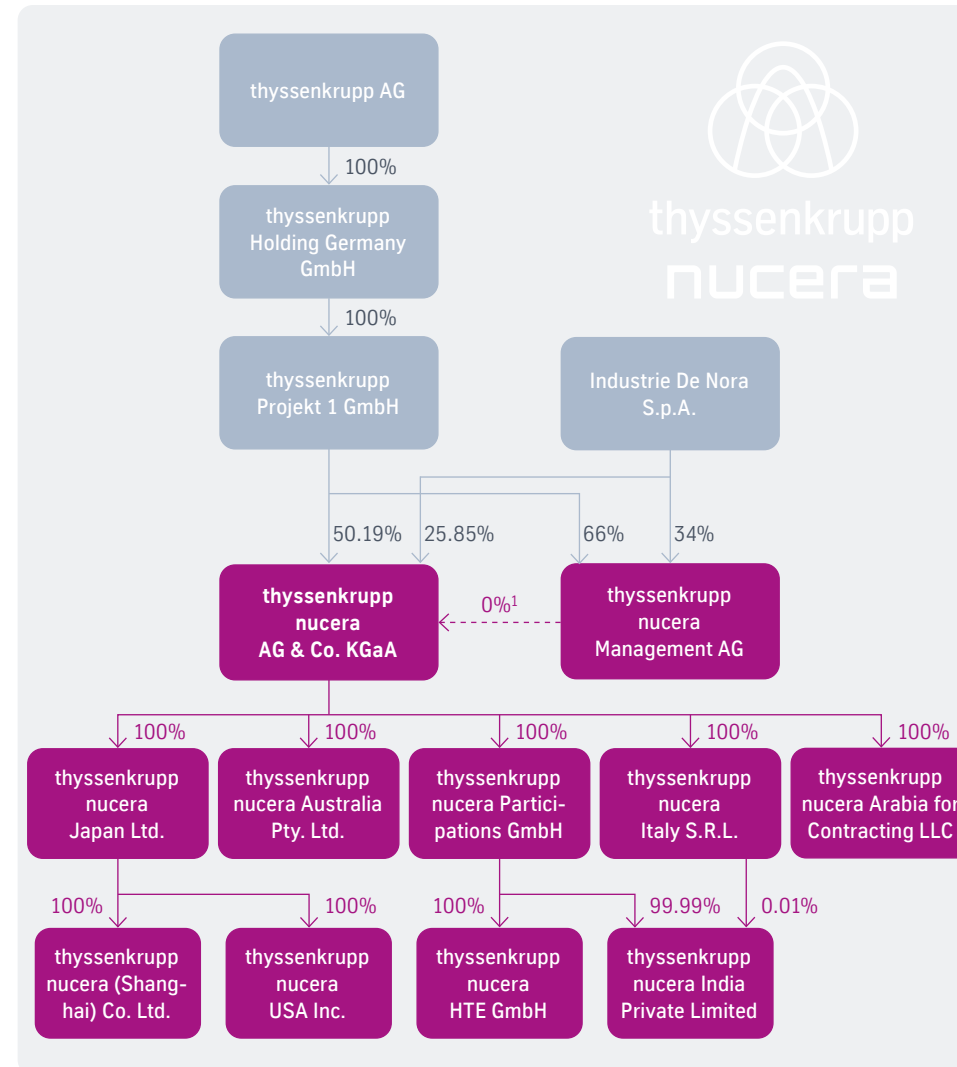 thyssenkrupp AG
thyssenkrupp
nucera
100%
thyssenkrupp
Holding Germany
GmbH
100%
thyssenkrupp
Projekt 1 GmbH
Industrie De Nora
S.p.A.
50.19%
25.85%
66%
34%
thyssenkrupp
nucera
AG & Co. KGaA
0%¹
thyssenkrupp
nucera
Management AG
100%
100%
100%
100%
100%
thyssenkrupp
nucera
Japan Ltd.
thyssenkrupp
nucera Australia
Pty. Ltd.
thyssenkrupp
nucera Partici-
pations GmbH
thyssenkrupp
nucera
Italy S.R.L.
thyssenkrupp
nucera Arabia for
Contracting LLC
100%
100%
100%
99.99%
0.01%
thyssenkrupp
nucera (Shang-
hai) Co. Ltd.
thyssenkrupp
nucera
USA Inc.
thyssenkrupp
nucera
HTE GmbH
thyssenkrupp
nucera India
Private Limited